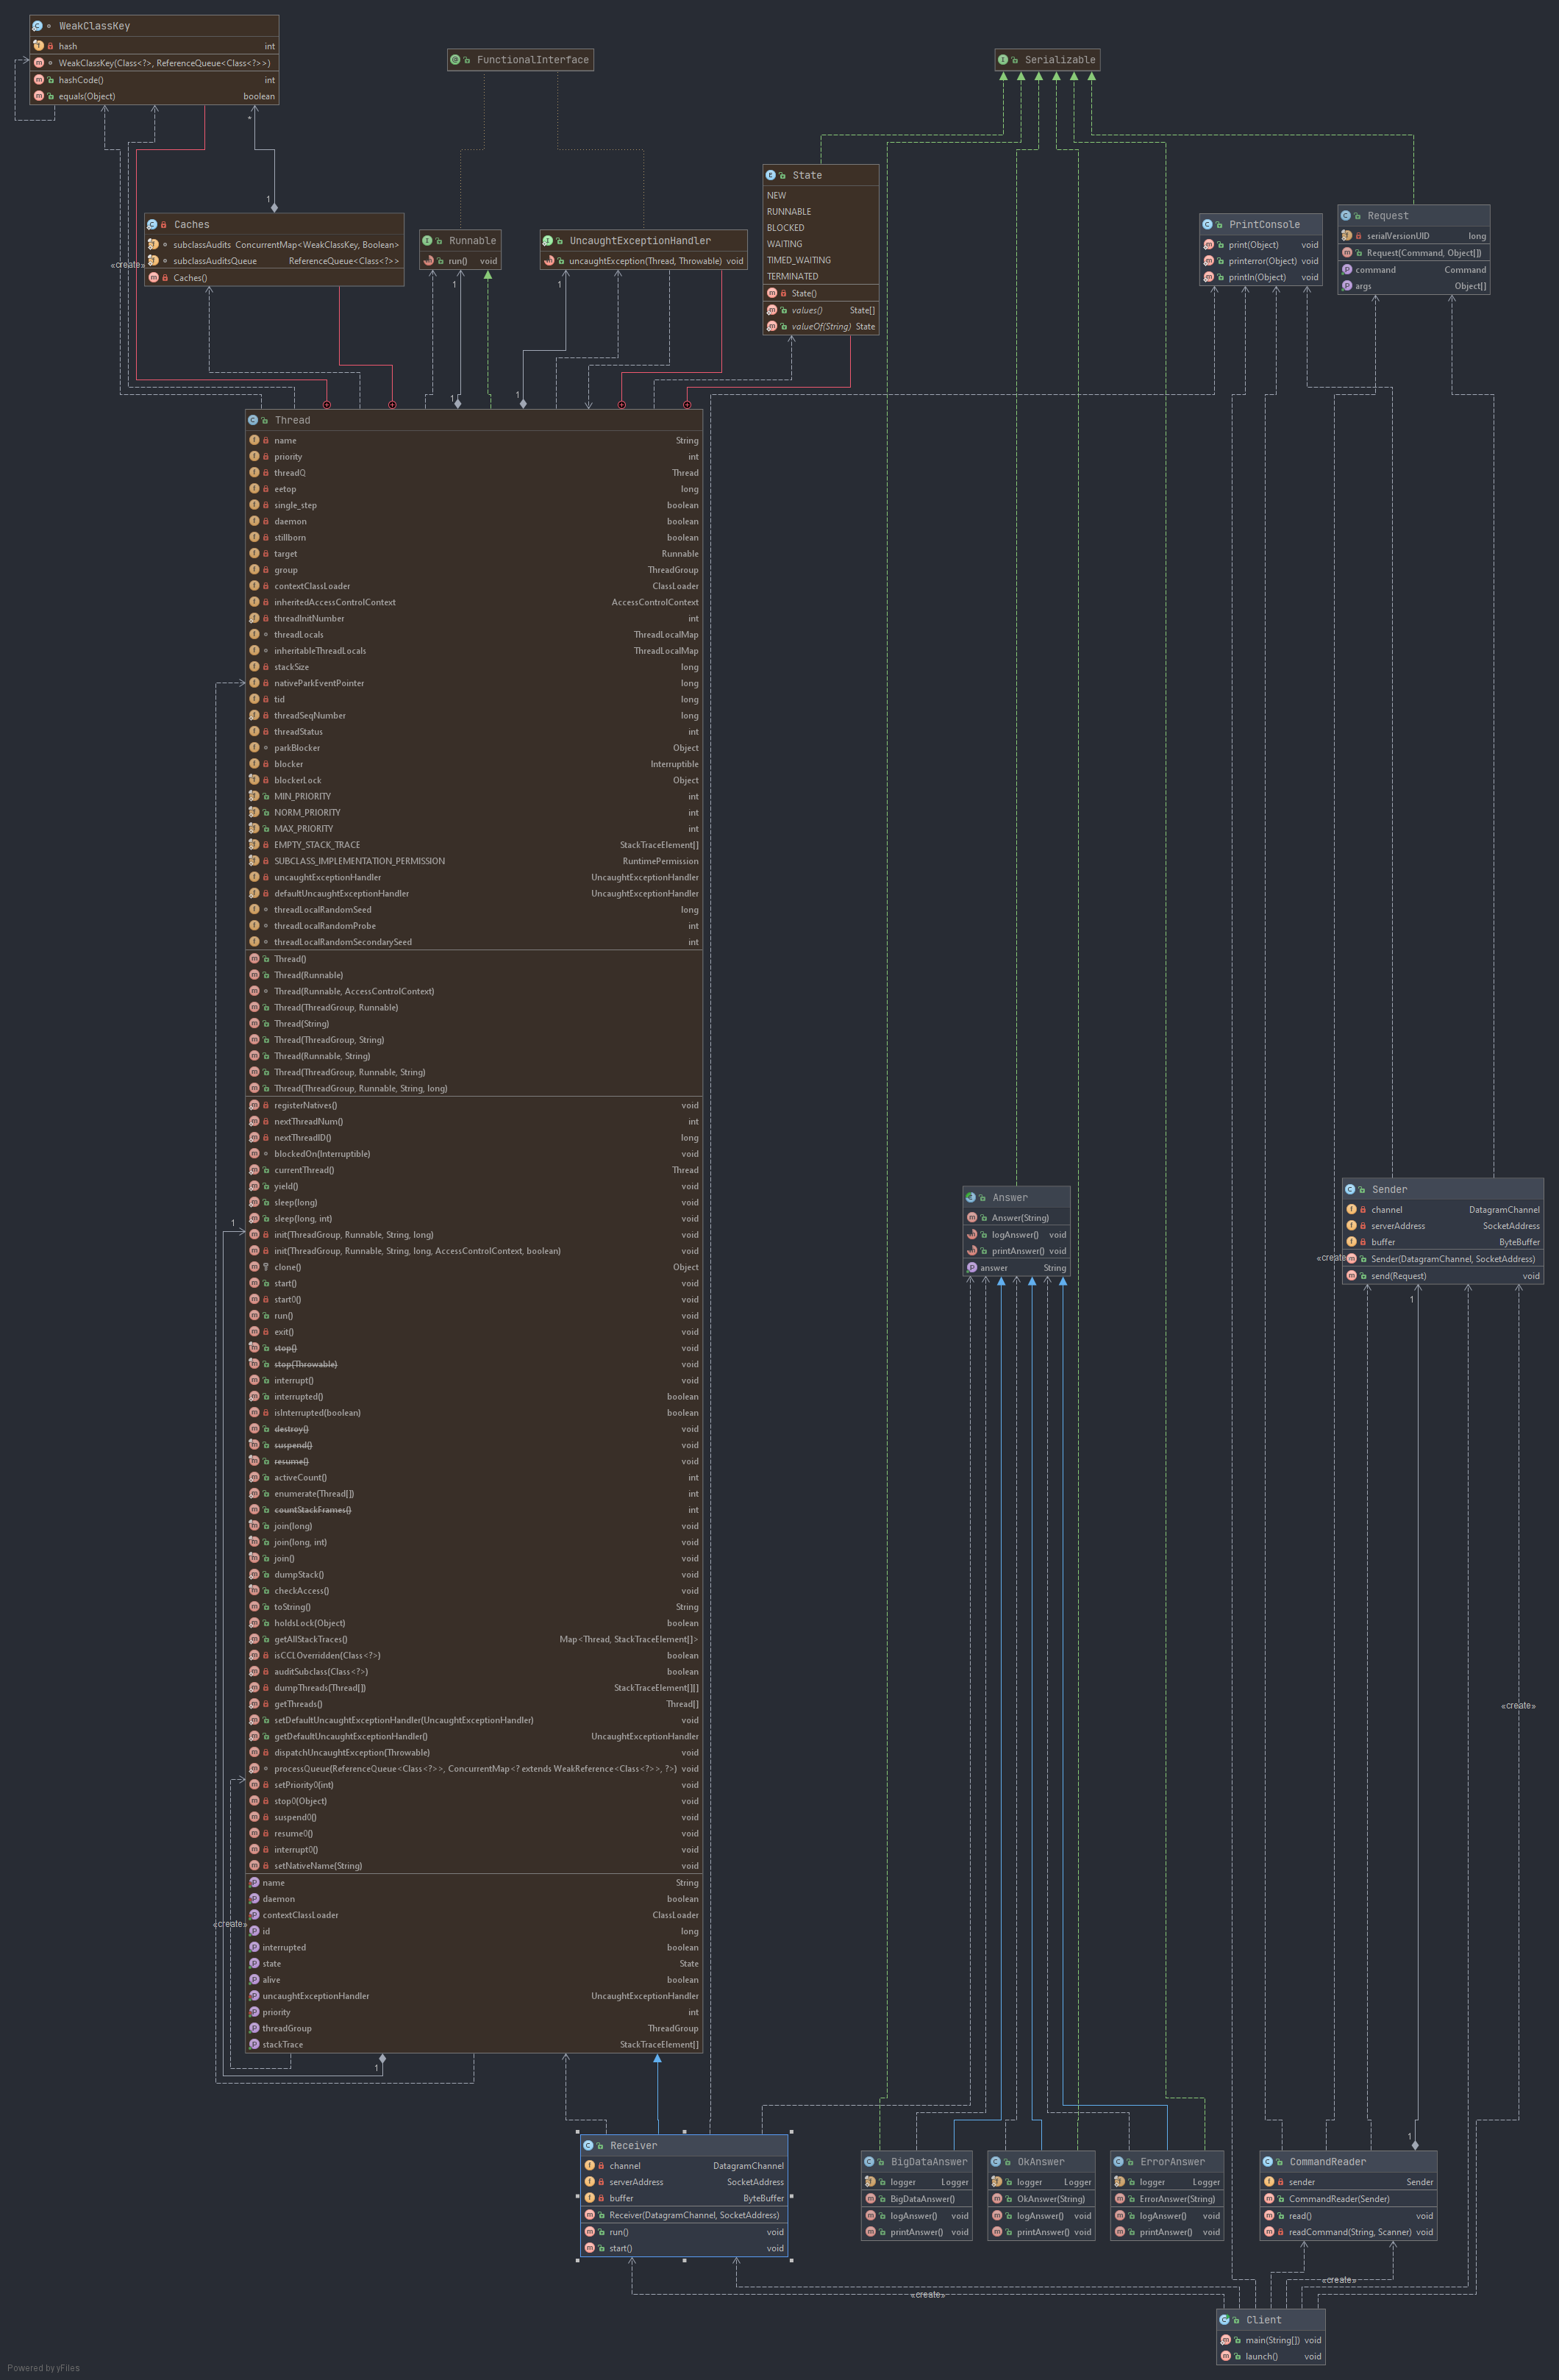 WeakClassKey
hash int
WeakClassKey(Class<?>, ReferenceQueue<Class<?>>)
hashCode() int
equals(Object) boolean
FunctionalInterface
Serializable
*
1
State
NEW
RUNNABLE
BLOCKED
WAITING
TIMED_WAITING
TERMINATED
State()
values() State[]
valueOf(String) State
Caches
subclassAudits ConcurrentMap<WeakClassKey, Boolean>
subclassAuditsQueue ReferenceQueue<Class<?>>
Caches()
«create»
Runnable
run() void
UncaughtExceptionHandler
uncaughtException(Thread, Throwable) void
PrintConsole
print(Object) void
printerror(Object) void
println(Object) void
Request
serialVersionUID long
Request(Command, Object[])
command Command
args Object[]
1
1
1
1
Thread
name String
priority int
threadQ Thread
eetop long
single_step boolean
daemon boolean
stillborn boolean
target Runnable
group ThreadGroup
contextClassLoader ClassLoader
inheritedAccessControlContext AccessControlContext
threadInitNumber int
threadLocals ThreadLocalMap
inheritableThreadLocals ThreadLocalMap
stackSize long
nativeParkEventPointer long
tid long
threadSeqNumber long
threadStatus int
parkBlocker Object
blocker Interruptible
blockerLock Object
MIN_PRIORITY int
NORM_PRIORITY int
MAX_PRIORITY int
EMPTY_STACK_TRACE StackTraceElement[]
SUBCLASS_IMPLEMENTATION_PERMISSION RuntimePermission
uncaughtExceptionHandler UncaughtExceptionHandler
defaultUncaughtExceptionHandler UncaughtExceptionHandler
threadLocalRandomSeed long
threadLocalRandomProbe int
threadLocalRandomSecondarySeed int
Thread()
Thread(Runnable)
Thread(Runnable, AccessControlContext)
Thread(ThreadGroup, Runnable)
Thread(String)
Thread(ThreadGroup, String)
Thread(Runnable, String)
Thread(ThreadGroup, Runnable, String)
Thread(ThreadGroup, Runnable, String, long)
registerNatives() void
nextThreadNum() int
nextThreadID() long
blockedOn(Interruptible) void
currentThread() Thread
yield() void
sleep(long) void
sleep(long, int) void
init(ThreadGroup, Runnable, String, long) void
init(ThreadGroup, Runnable, String, long, AccessControlContext, boolean) void
clone() Object
start() void
start0() void
run() void
exit() void
stop() void
stop(Throwable) void
interrupt() void
interrupted() boolean
isInterrupted(boolean) boolean
destroy() void
suspend() void
resume() void
activeCount() int
enumerate(Thread[]) int
countStackFrames() int
join(long) void
join(long, int) void
join() void
dumpStack() void
checkAccess() void
toString() String
holdsLock(Object) boolean
getAllStackTraces() Map<Thread, StackTraceElement[]>
isCCLOverridden(Class<?>) boolean
auditSubclass(Class<?>) boolean
dumpThreads(Thread[]) StackTraceElement[][]
getThreads() Thread[]
setDefaultUncaughtExceptionHandler(UncaughtExceptionHandler) void
getDefaultUncaughtExceptionHandler() UncaughtExceptionHandler
dispatchUncaughtException(Throwable) void
processQueue(ReferenceQueue<Class<?>>, ConcurrentMap<? extends WeakReference<Class<?>>, ?>) void
setPriority0(int) void
stop0(Object) void
suspend0() void
resume0() void
interrupt0() void
setNativeName(String) void
name String
daemon boolean
contextClassLoader ClassLoader
id long
interrupted boolean
state State
alive boolean
uncaughtExceptionHandler UncaughtExceptionHandler
priority int
threadGroup ThreadGroup
stackTrace StackTraceElement[]
1
«create»
1
Answer
Answer(String)
logAnswer() void
printAnswer() void
answer String
Sender
channel DatagramChannel
serverAddress SocketAddress
buffer ByteBuffer
Sender(DatagramChannel, SocketAddress)
send(Request) void
«create»
1
«create»
1
Receiver
channel DatagramChannel
serverAddress SocketAddress
buffer ByteBuffer
Receiver(DatagramChannel, SocketAddress)
run() void
start() void
BigDataAnswer
logger Logger
BigDataAnswer()
logAnswer() void
printAnswer() void
OkAnswer
logger Logger
OkAnswer(String)
logAnswer() void
printAnswer() void
ErrorAnswer
logger Logger
ErrorAnswer(String)
logAnswer() void
printAnswer() void
CommandReader
sender Sender
CommandReader(Sender)
read() void
readCommand(String, Scanner) void
«create»
«create»
Client
main(String[]) void
launch() void
Powered by yFiles